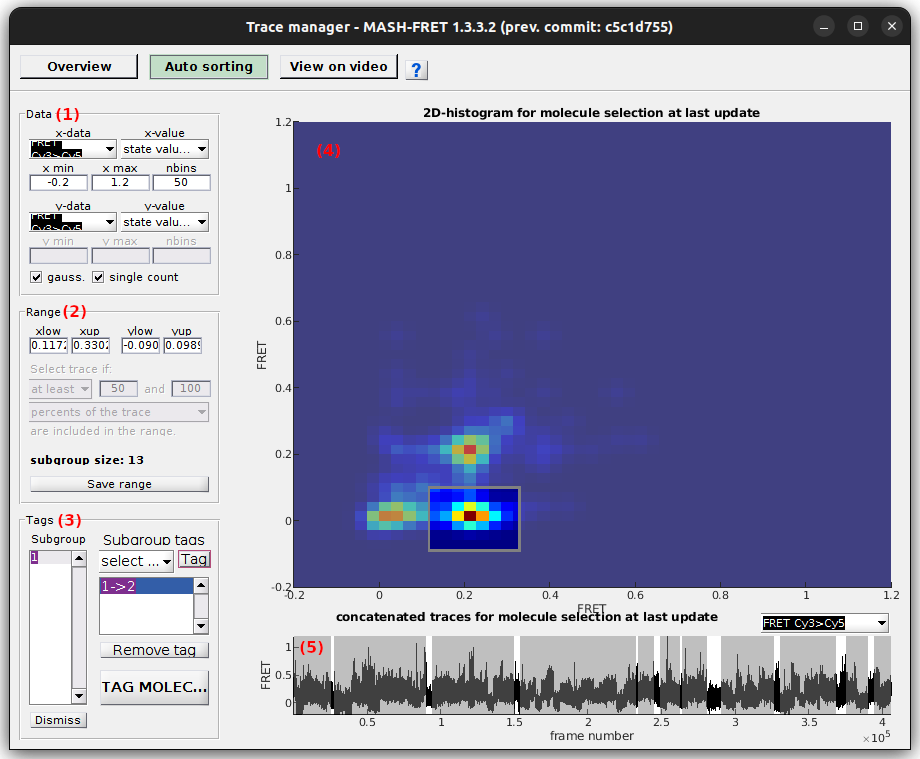 Trace manager - MASH-FRET 1.3.3.2 (prev. commit: c5c1d755)
Overview
Auto sorting
View on video
?
Data (1)
x-data x-value
FRET Cy3>Cy5 state valu...
x min x max nbins
-0.2 1.2 50
y-data y-value
FRET Cy3>Cy5 state valu...
y min y max nbins
gauss. single count
Range (2)
xlow xup ylow yup
0.1172 0.3302 -0.090 0.0989
Select trace if:
at least 50 and 100
percents of the trace
are included in the range.
subgroup size: 13
Save range
Tags (3)
Subgroup Subgroup tags
1
select ... Tag
1->2
Remove tag
TAG MOLEC...
Dismiss
2D-histogram for molecule selection at last update
(4)
1.2
1
0.8
0.6
0.4
0.2
0
-0.2
FRET
-0.2 0 0.2 0.4 0.6 0.8 1 1.2
FRET
concatenated traces for molecule selection at last update
FRET Cy3>Cy5
(5)
1
0.5
0
FRET
0.5 1 1.5 2 2.5 3 3.5 4
frame number
×10⁵